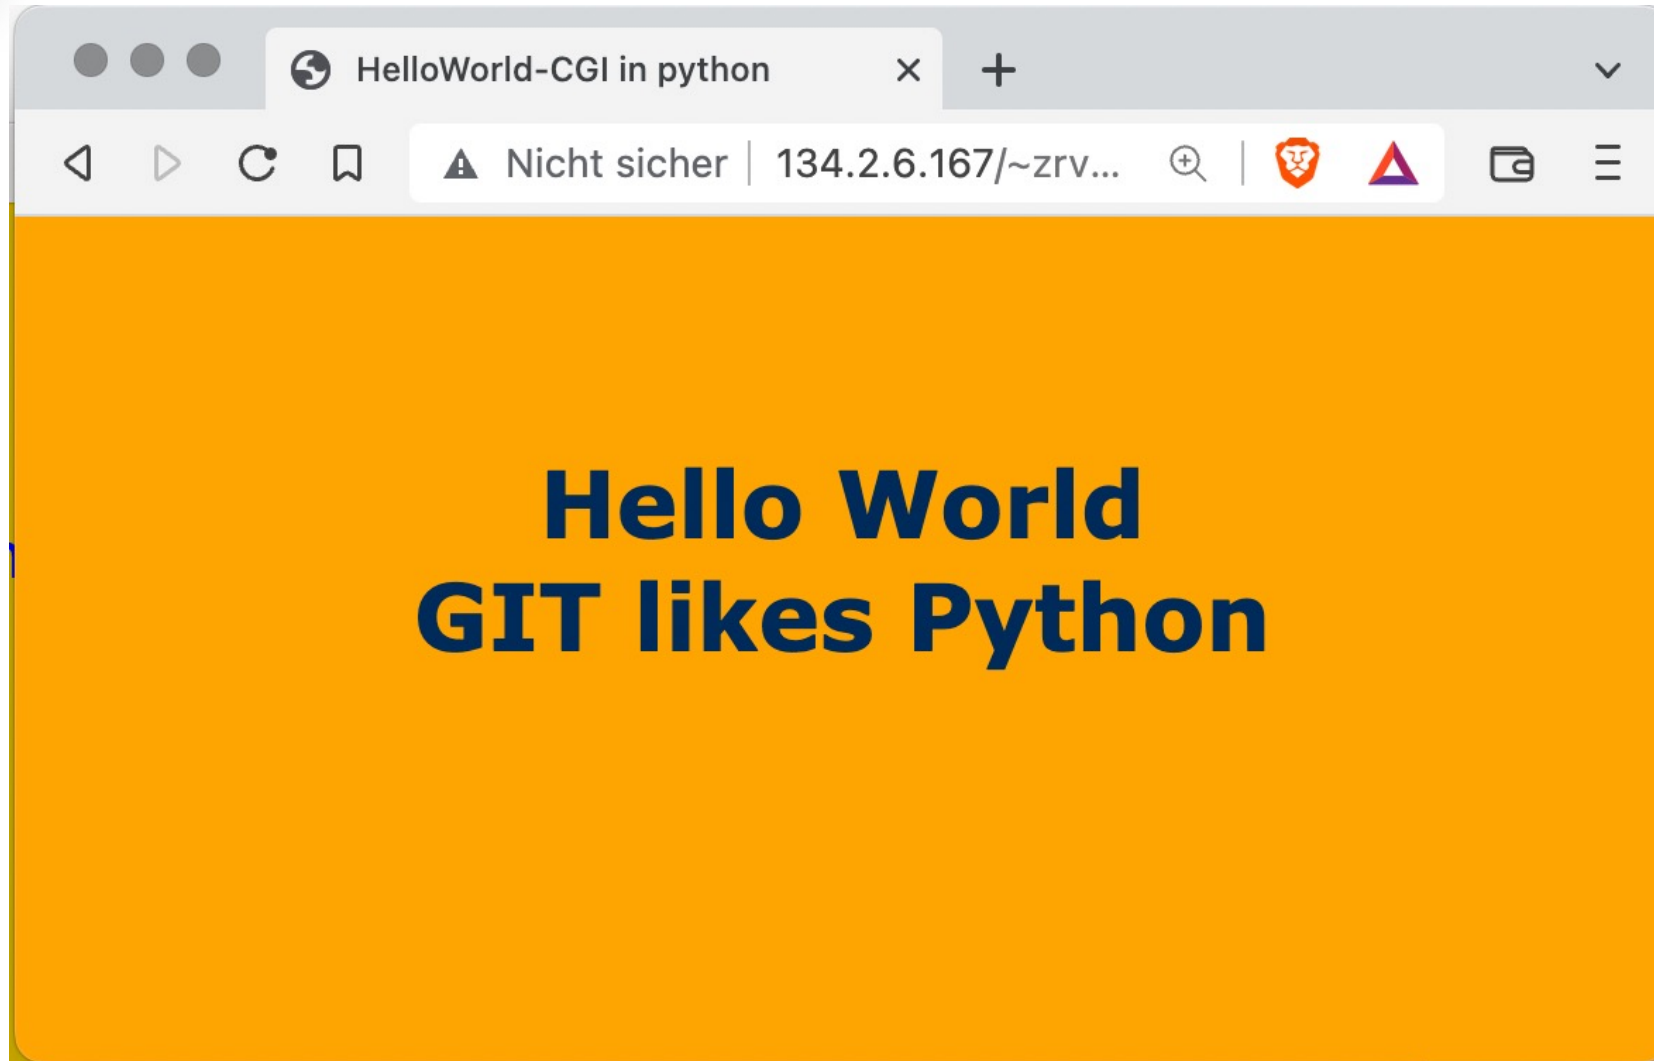 HelloWorld-CGI in python
Nicht sicher 134.2.6.167/~zrv...
Hello World
GIT likes Python